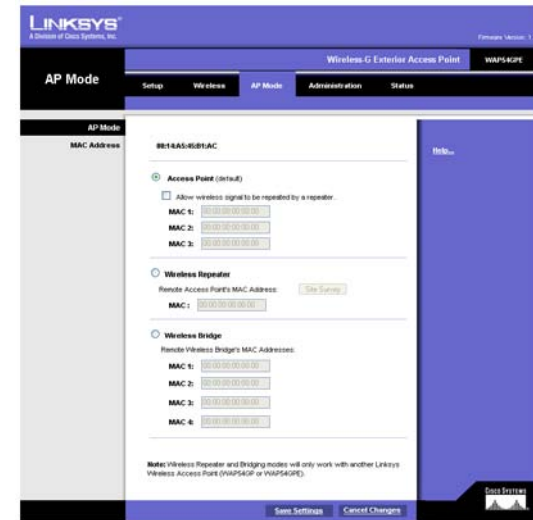 LINKSYS®
A Division of Cisco Systems, Inc.
Firmware Version: 1
Wireless-G Exterior Access Point WAP54GPE
AP Mode
Setup Wireless AP Mode Administration Status
AP Mode
MAC Address 00:14:A5:45:B1:AC
Help...
Access Point (default)
Allow wireless signal to be repeated by a repeater.
MAC 1: 00:00:00:00:00:00
MAC 2: 00:00:00:00:00:00
MAC 3: 00:00:00:00:00:00
Wireless Repeater
Remote Access Point's MAC Address: Site Survey
MAC : 00:00:00:00:00:00
Wireless Bridge
Remote Wireless Bridge's MAC Addresses:
MAC 1: 00:00:00:00:00:00
MAC 2: 00:00:00:00:00:00
MAC 3: 00:00:00:00:00:00
MAC 4: 00:00:00:00:00:00
Note: Wireless Repeater and Bridging modes will only work with another Linksys
Wireless Access Point (WAP54GP or WAP54GPE).
CISCO SYSTEMS
Save Settings Cancel Changes